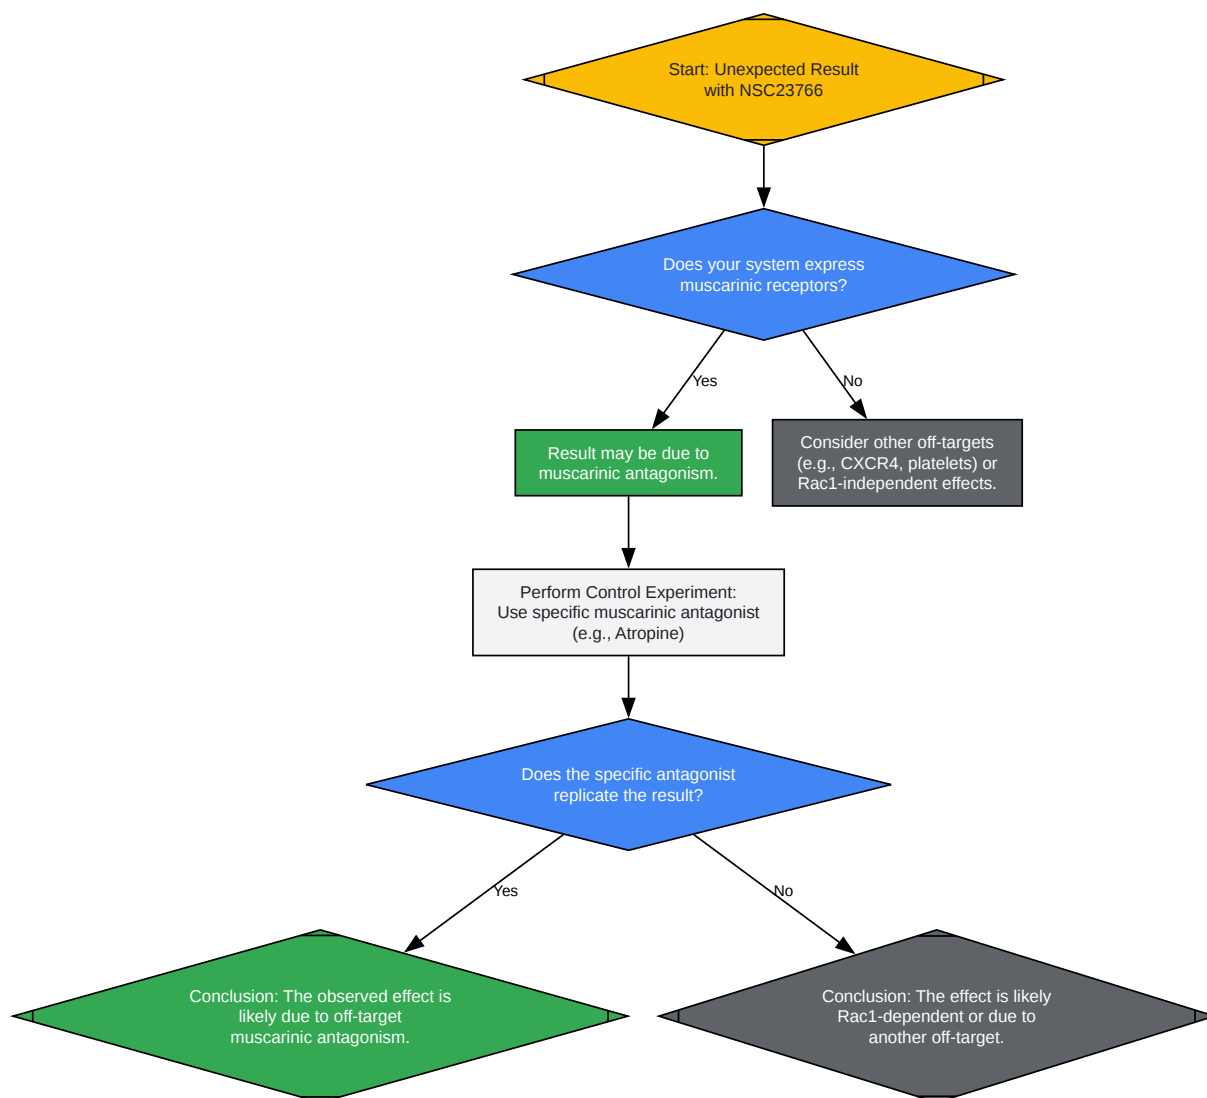 Start: Unexpected Result
with NSC23766
Does your system express
muscarinic receptors?
Yes
No
Result may be due to
muscarinic antagonism.
Consider other off-targets
(e.g., CXCR4, platelets) or
Rac1-independent effects.
Perform Control Experiment:
Use specific muscarinic antagonist
(e.g., Atropine)
Does the specific antagonist
replicate the result?
Yes
No
Conclusion: The observed effect is
likely due to off-target
muscarinic antagonism.
Conclusion: The effect is likely
Rac1-dependent or due to
another off-target.